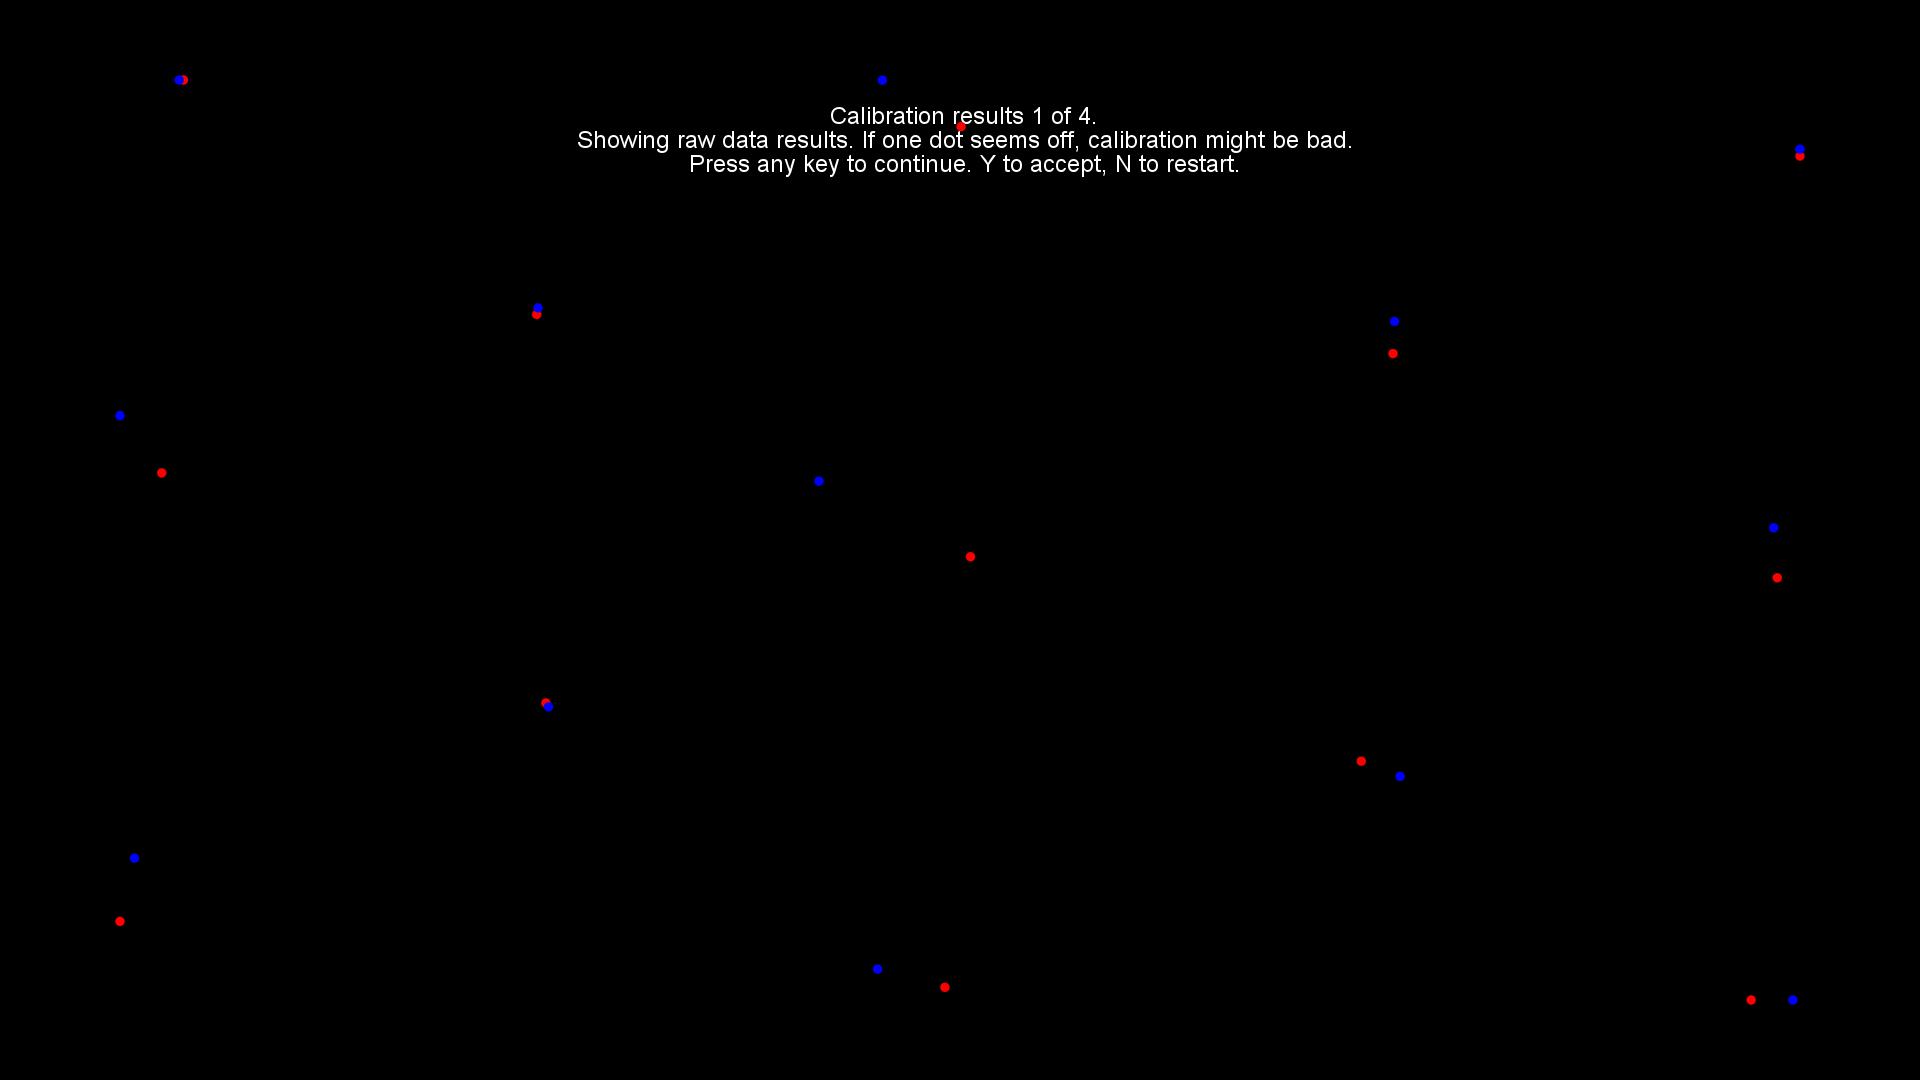 Calibration results 1 of 4.
Showing raw data results. If one dot seems off, calibration might be bad.
Press any key to continue. Y to accept, N to restart.